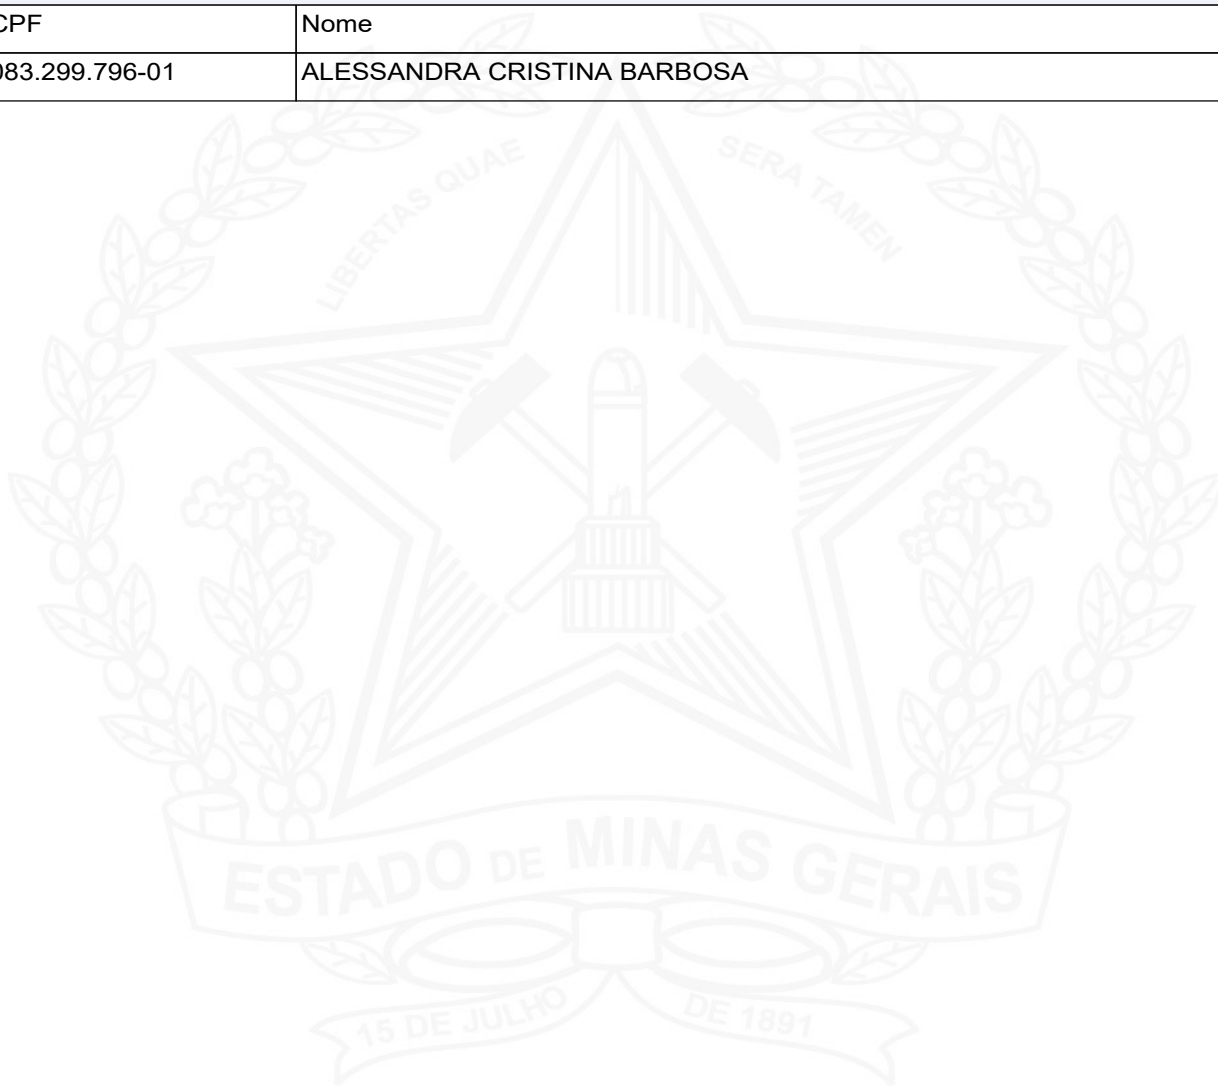 CPF Nome
083.299.796-01 ALESSANDRA CRISTINA BARBOSA
LIBERTAS QUAE SERA TAMEN
ESTADO DE MINAS GERAIS
15 DE JULHO DE 1891